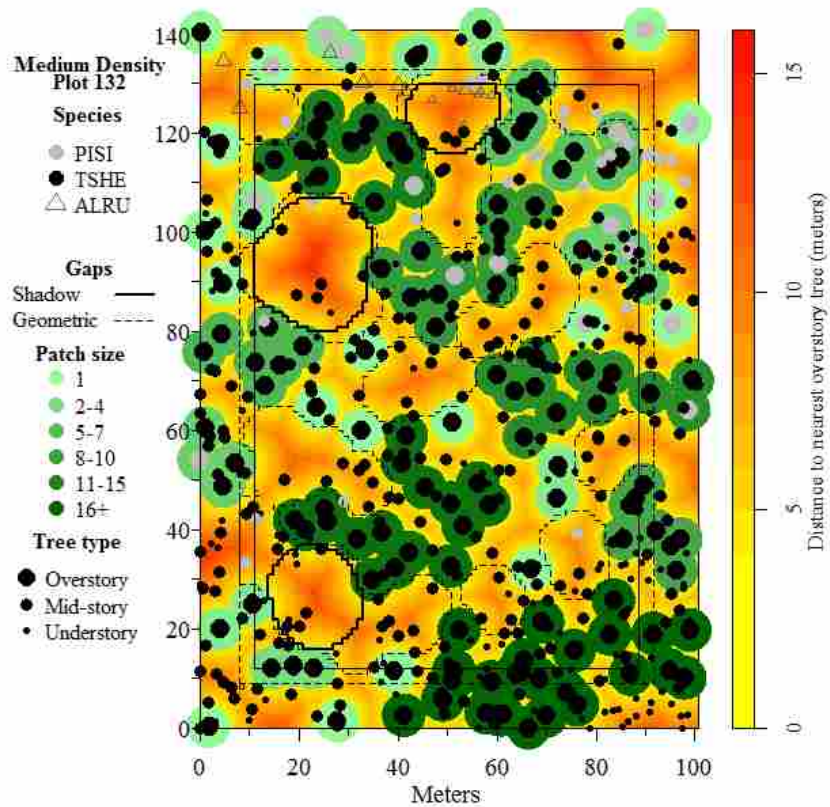 Medium Density
Plot 132
Species
PISI
TSHE
ALRU
Gaps
Shadow
Geometric
Patch size
1
2-4
5-7
8-10
11-15
16+
Tree type
Overstory
Mid-story
Understory
140
120
100
80
60
40
20
0
0 20 40 60 80 100
Meters
15
10
5
0
Distance to nearest overstory tree (meters)